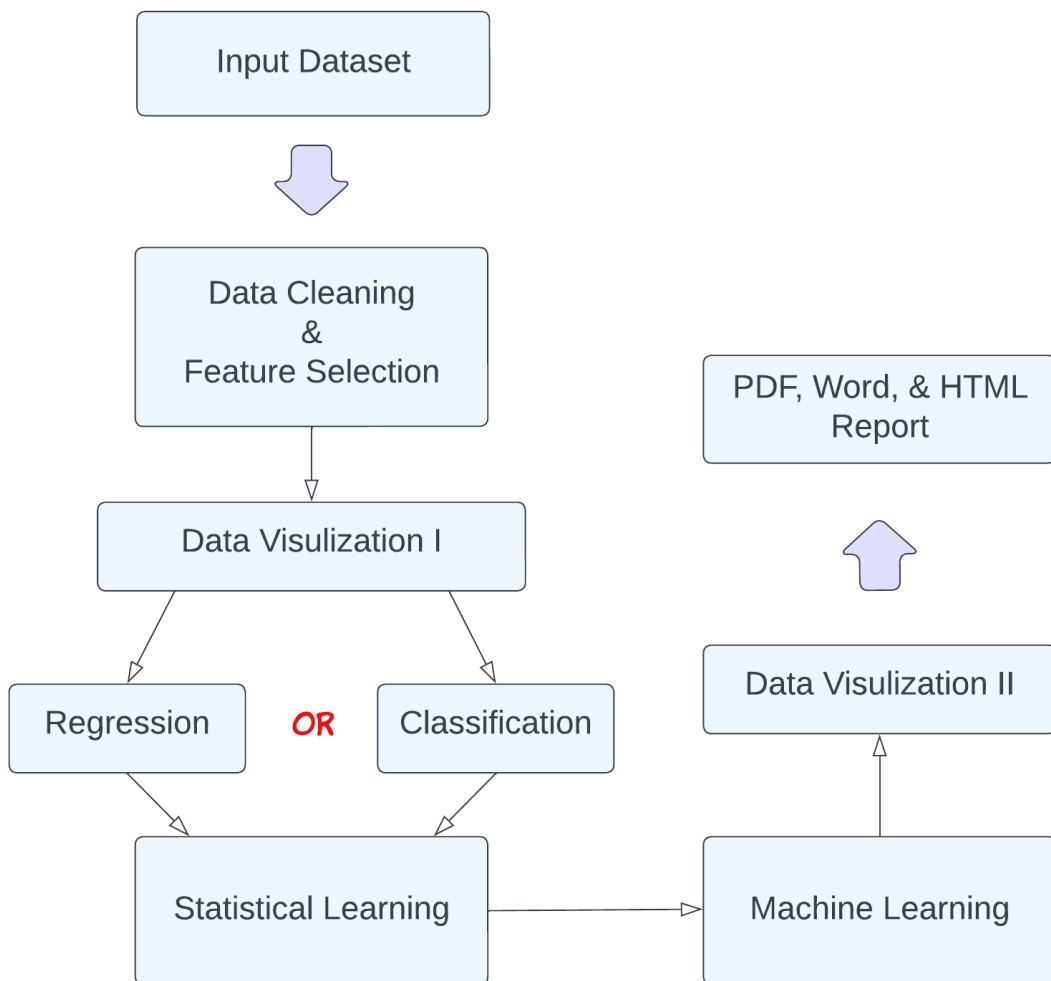 Input Dataset
Data Cleaning
&
Feature Selection
Data Visulization I
Regression
OR
Classification
Statistical Learning
Machine Learning
Data Visulization II
PDF, Word, & HTML
Report